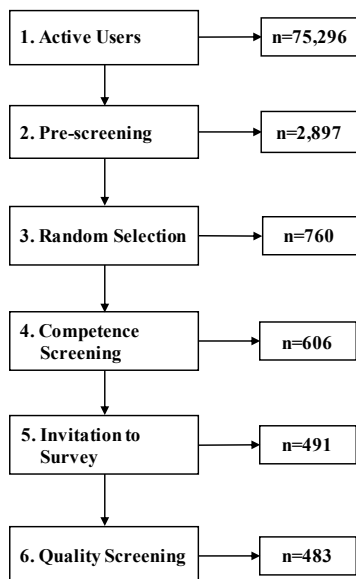 1. Active Users
n=75,296
2. Pre-screening
n=2,897
3. Random Selection
n=760
4. Competence
Screening
n=606
5. Invitation to
Survey
n=491
6. Quality Screening
n=483